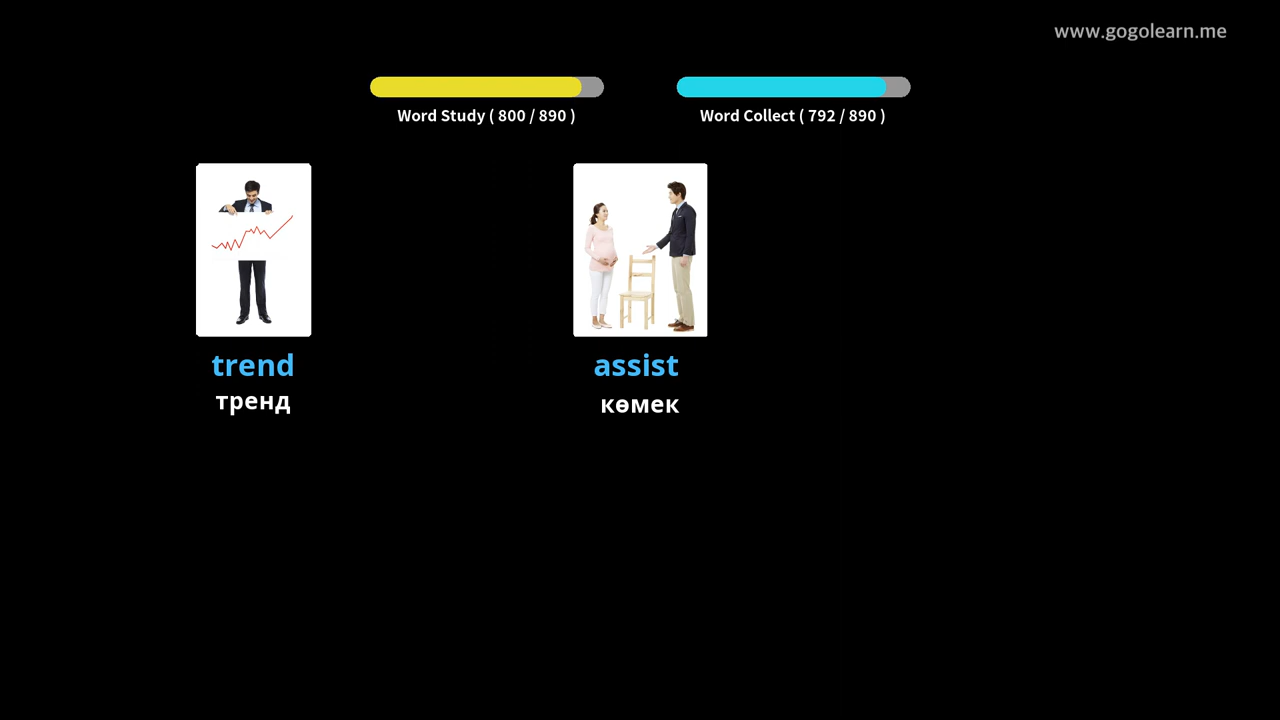 www.gogolearn.me
Word Study ( 800 / 890 )
Word Collect ( 792 / 890 )
trend
тренд
assist
көмек